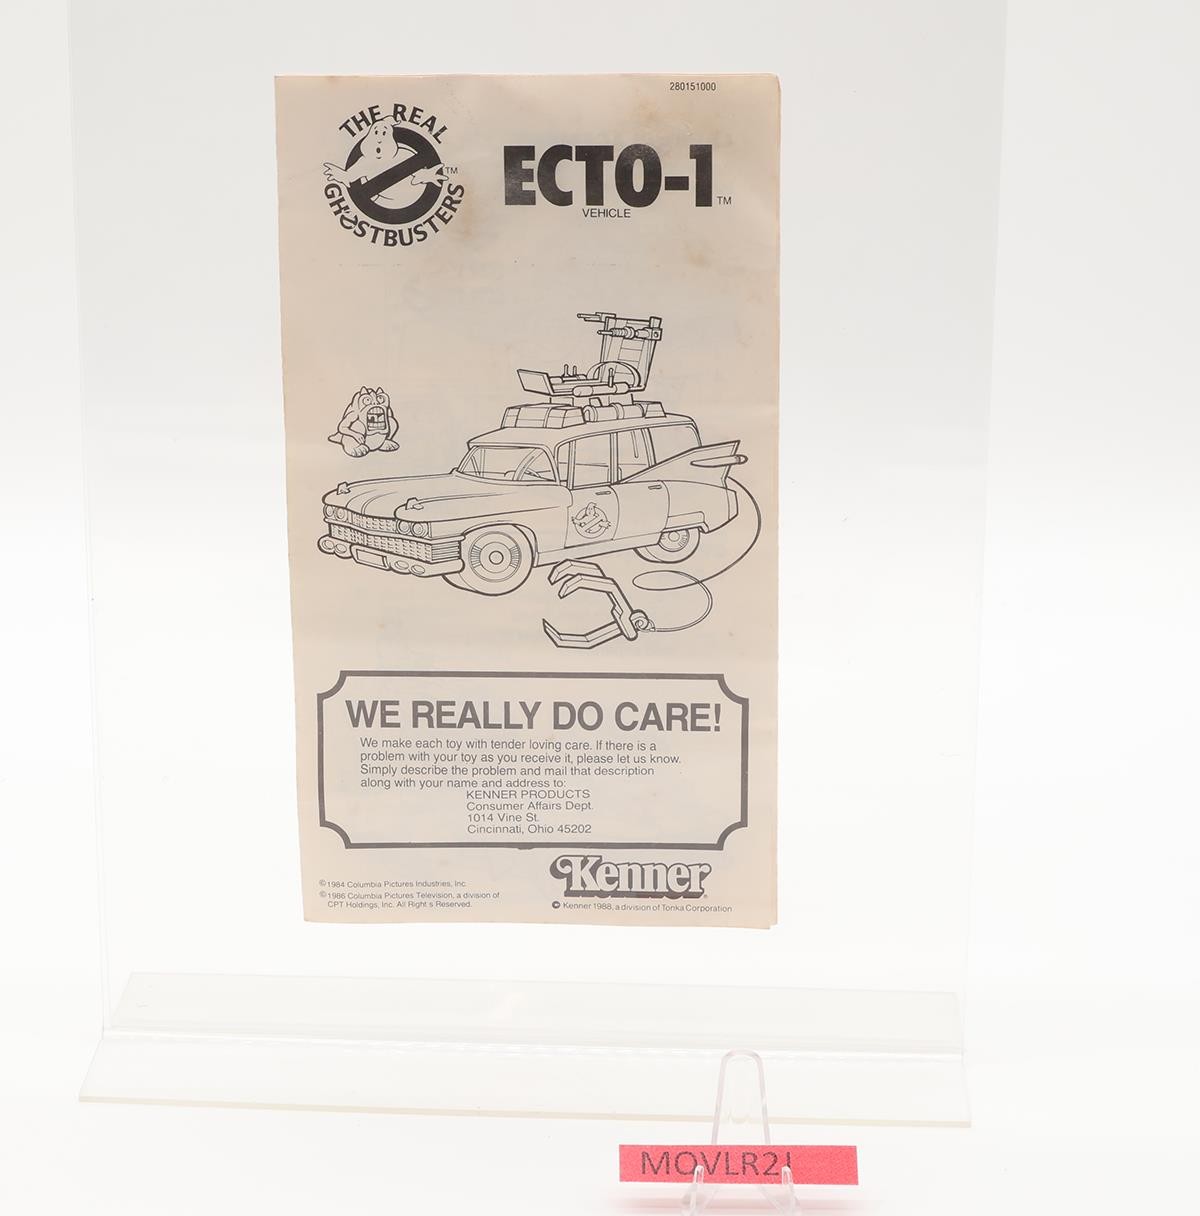 280151000
THE REAL
GHOSTBUSTERS
TM
ECTO-1
TM
VEHICLE
WE REALLY DO CARE!
We make each toy with tender loving care. If there is a
problem with your toy as you receive it, please let us know.
Simply describe the problem and mail that description
along with your name and address to:
KENNER PRODUCTS
Consumer Affairs Dept.
1014 Vine St.
Cincinnati, Ohio 45202
Kenner®
© 1984 Columbia Pictures Industries, Inc.
© 1986 Columbia Pictures Television, a division of
CPT Holdings, Inc. All Right s Reserved.
© Kenner 1988, a division of Tonka Corporation